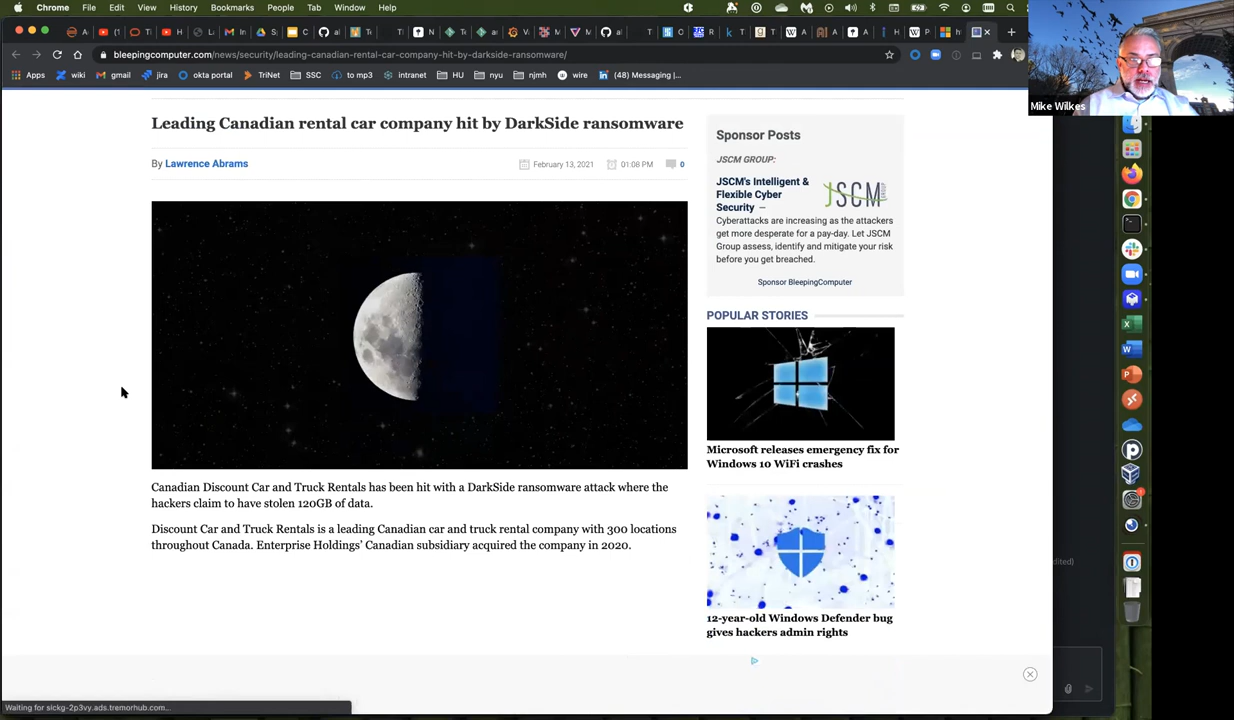 Chrome File Edit View History Bookmarks People Tab Window Help
bleepingcomputer.com/news/security/leading-canadian-rental-car-company-hit-by-darkside-ransomware/
Apps wiki gmail jira okta portal TriNet SSC to mp3 intranet HU nyu njmh wire (48) Messaging |...
Mike Wilkes
Leading Canadian rental car company hit by DarkSide ransomware
By Lawrence Abrams
February 13, 2021 01:08 PM 0
Canadian Discount Car and Truck Rentals has been hit with a DarkSide ransomware attack where the
hackers claim to have stolen 120GB of data.
Discount Car and Truck Rentals is a leading Canadian car and truck rental company with 300 locations
throughout Canada. Enterprise Holdings' Canadian subsidiary acquired the company in 2020.
Sponsor Posts
JSCM GROUP:
JSCM's Intelligent &
Flexible Cyber
Security —
JSCM
GROUP
Cyberattacks are increasing as the attackers
get more desperate for a pay-day. Let JSCM
Group assess, identify and mitigate your risk
before you get breached.
Sponsor BleepingComputer
POPULAR STORIES
Microsoft releases emergency fix for
Windows 10 WiFi crashes
12-year-old Windows Defender bug
gives hackers admin rights
Waiting for slckg-2p3vy.ads.tremorhub.com...